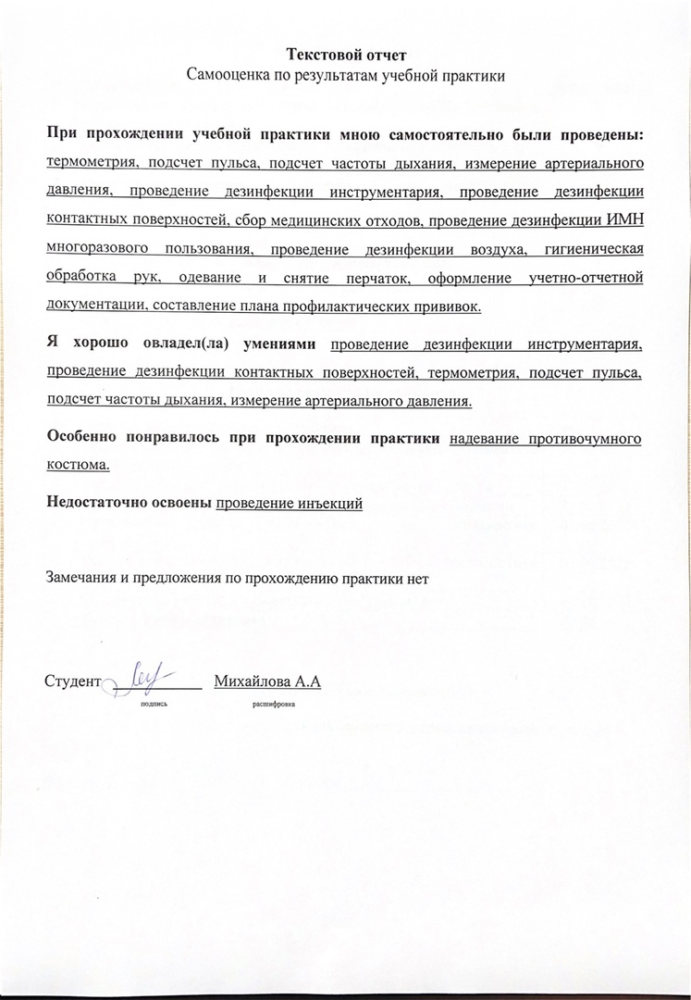 Текстовой отчет
Самооценка по результатам учебной практики
При прохождении учебной практики мною самостоятельно были проведены:
термометрия, подсчет пульса, подсчет частоты дыхания, измерение артериального
давления, проведение дезинфекции инструментария, проведение дезинфекции
контактных поверхностей, сбор медицинских отходов, проведение дезинфекции ИМН
многоразового пользования, проведение дезинфекции воздуха, гигиеническая
обработка рук, одевание и снятие перчаток, оформление учетно-отчетной
документации, составление плана профилактических прививок.
Я хорошо овладел(ла) умениями проведение дезинфекции инструментария,
проведение дезинфекции контактных поверхностей, термометрия, подсчет пульса,
подсчет частоты дыхания, измерение артериального давления.
Особенно понравилось при прохождении практики надевание противочумного
костюма.
Недостаточно освоены проведение инъекций
Замечания и предложения по прохождению практики нет
Студент Михайлова А.А
подпись расшифровка